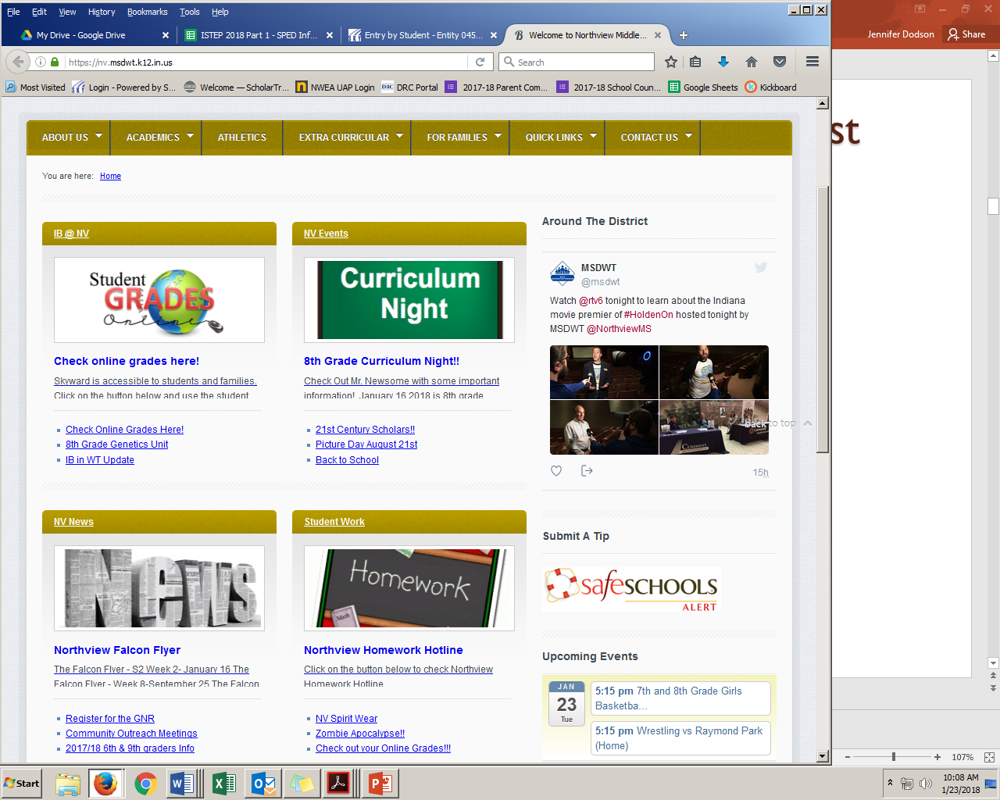 File Edit View History Bookmarks Tools Help
My Drive - Google Drive
ISTEP 2018 Part 1 - SPED Inf...
Entry by Student - Entity 045...
Welcome to Northview Middle...
Jennifer Dodson
Share
https://nv.msdwt.k12.in.us
Search
Most Visited
Login - Powered by S...
Welcome — ScholarTr...
NWEA UAP Login
DRC Portal
2017-18 Parent Com...
2017-18 School Coun...
Google Sheets
Kickboard
st
ABOUT US
ACADEMICS
ATHLETICS
EXTRA CURRICULAR
FOR FAMILIES
QUICK LINKS
CONTACT US
You are here: Home
IB @ NV
Student
GRADES
Online
Check online grades here!
Skyward is accessible to students and families.
Click on the button below and use the student
Check Online Grades Here!
8th Grade Genetics Unit
IB in WT Update
NV Events
Curriculum
Night
8th Grade Curriculum Night!!
Check Out Mr. Newsome with some important
information! January 16 2018 is 8th grade
21st Century Scholars!!
Picture Day August 21st
Back to School
Around The District
MSDWT
@msdwt
Watch @rtv6 tonight to learn about the Indiana
movie premier of #HoldenOn hosted tonight by
MSDWT @NorthviewMS
CUMMINS
back to top
15h
NV News
News
Northview Falcon Flyer
The Falcon Flyer - S2 Week 2- January 16 The
Falcon Flyer - Week 8-September 25 The Falcon
Register for the GNR
Community Outreach Meetings
2017/18 6th & 9th graders Info
Student Work
Homework
Math
Northview Homework Hotline
Click on the button below to check Northview
Homework Hotline
NV Spirit Wear
Zombie Apocalypse!!
Check out your Online Grades!!!
Submit A Tip
safeSCHOOLS
ALERT
Upcoming Events
JAN
23
Tue
5:15 pm 7th and 8th Grade Girls
Basketba...
5:15 pm Wrestling vs Raymond Park
(Home)
107%
Start
10:08 AM
1/23/2018